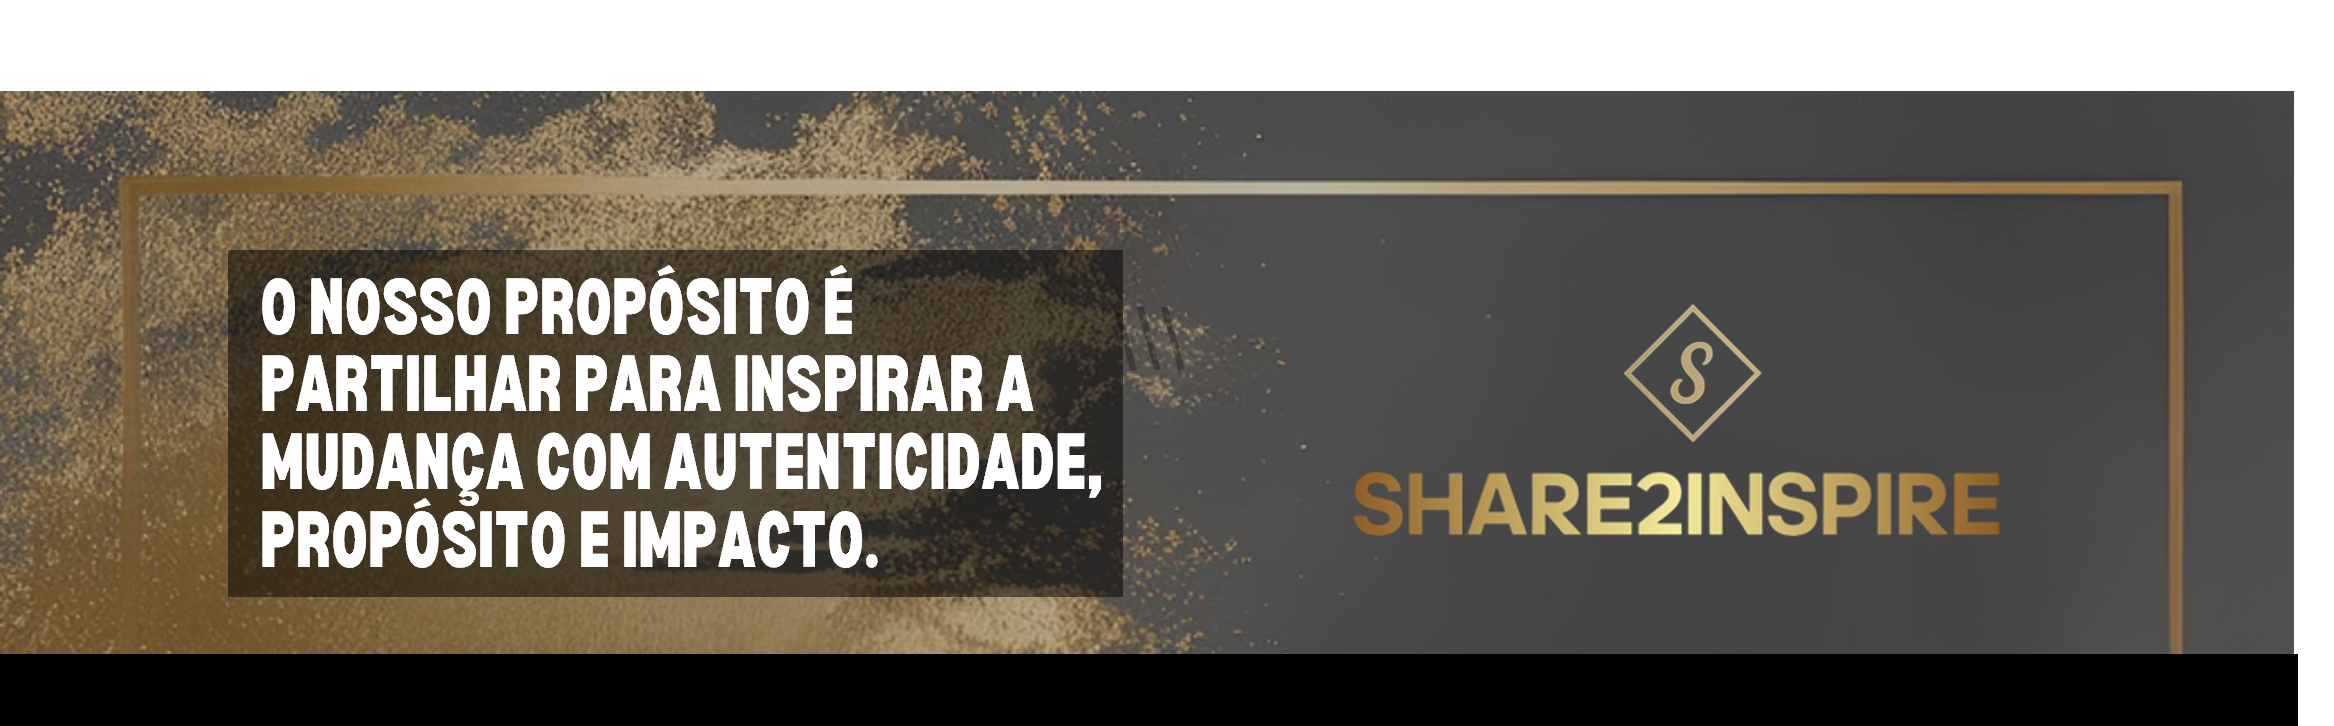 O NOSSO PROPÓSITO É
PARTILHAR PARA INSPIRAR A
MUDANÇA COM AUTENTICIDADE,
PROPÓSITO E IMPACTO.
S
SHARE2INSPIRE